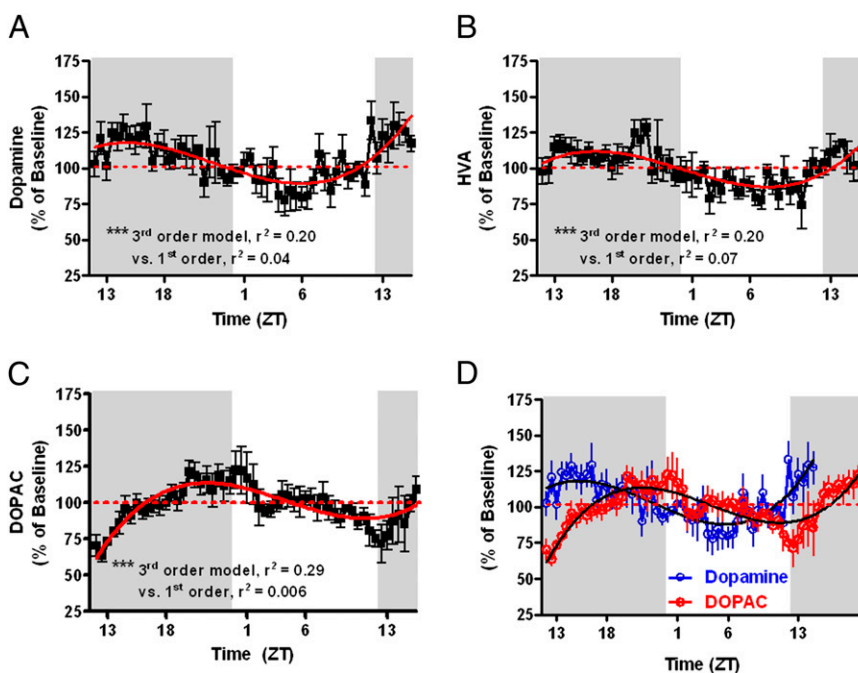 A
Dopamine
(% of Baseline)
175
150
125
100
75
50
25
*** 3rd order model, r² = 0.20
vs. 1st order, r² = 0.04
13 18 1 6 13
Time (ZT)
B
HVA
(% of Baseline)
175
150
125
100
75
50
25
*** 3rd order model, r² = 0.20
vs. 1st order, r² = 0.07
13 18 1 6 13
Time (ZT)
C
DOPAC
(% of Baseline)
175
150
125
100
75
50
25
*** 3rd order model, r² = 0.29
vs. 1st order, r² = 0.006
13 18 1 6 13
Time (ZT)
D
(% of Baseline)
175
150
125
100
75
50
25
Dopamine
DOPAC
13 18 1 6 13
Time (ZT)